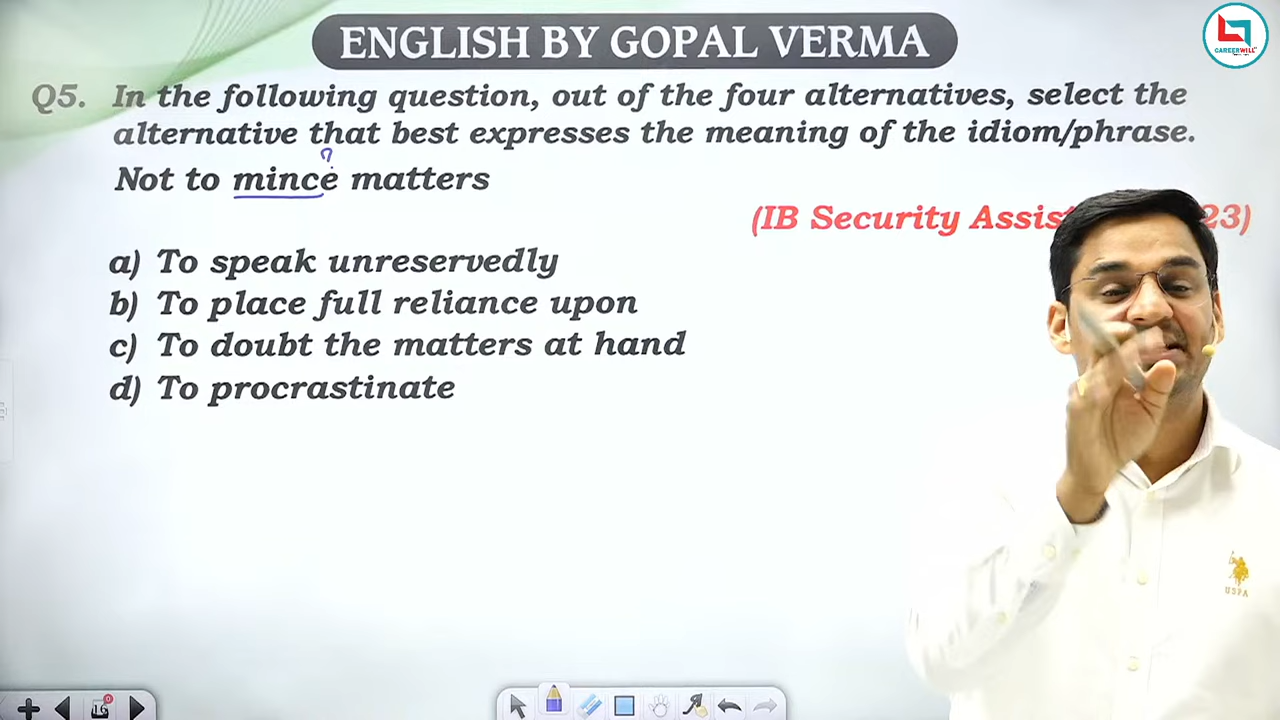 ENGLISH BY GOPAL VERMA
CAREERWILL
Q5. In the following question, out of the four alternatives, select the
alternative that best expresses the meaning of the idiom/phrase.
Not to mince matters
(IB Security 23)
a) To speak unreservedly
b) To place full reliance upon
c) To doubt the matters at hand
d) To procrastinate
USPA
0